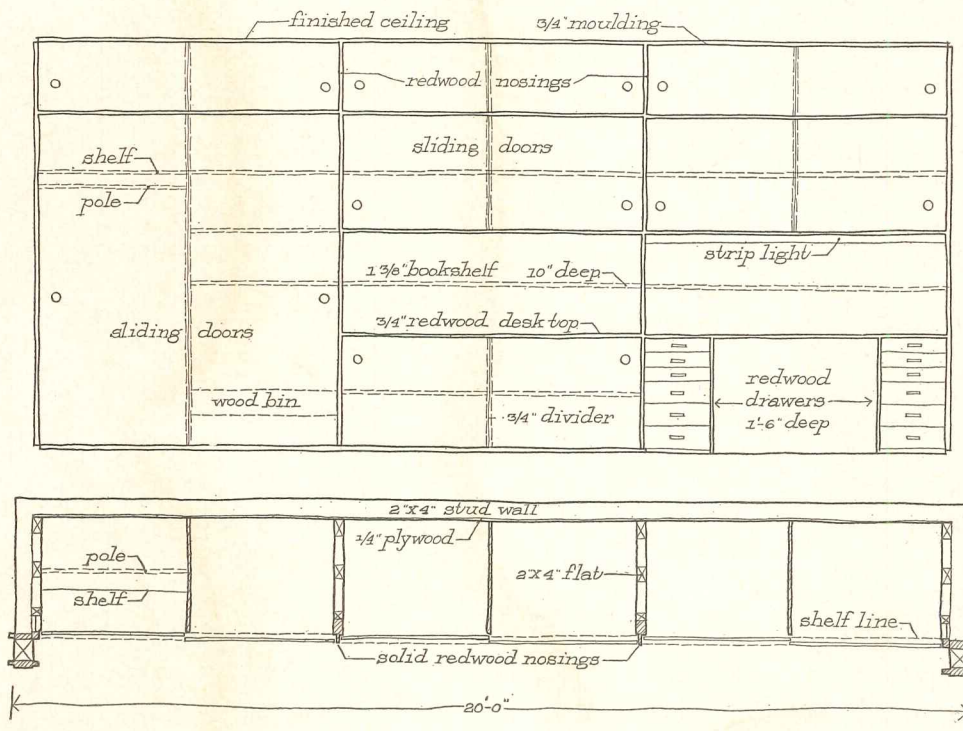 finished ceiling
3/4" moulding
redwood nosings
shelf
sliding doors
pole
strip light
1 3/8" bookshelf 10" deep
3/4" redwood desk top
sliding doors
redwood
drawers
1'-6" deep
wood bin
3/4" divider
2"x4" stud wall
1/4" plywood
pole
2"x4" flat
shelf
shelf line
solid redwood nosings
20'-0"